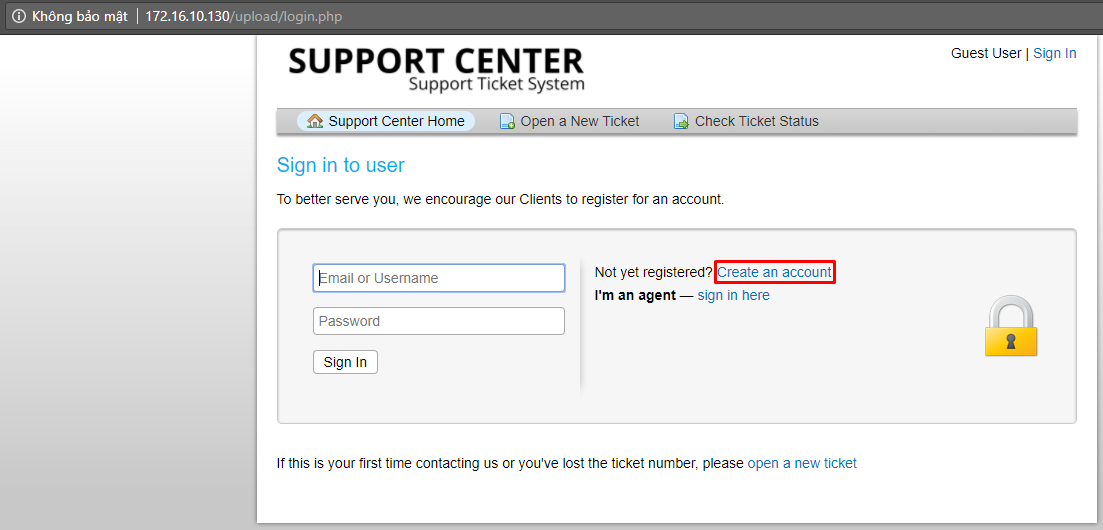 Không bảo mật 172.16.10.130/upload/login.php
SUPPORT CENTER
Support Ticket System
Guest User | Sign In
Support Center Home Open a New Ticket Check Ticket Status
Sign in to user
To better serve you, we encourage our Clients to register for an account.
Email or Username
Password
Sign In
Not yet registered? Create an account
I'm an agent — sign in here
If this is your first time contacting us or you've lost the ticket number, please open a new ticket